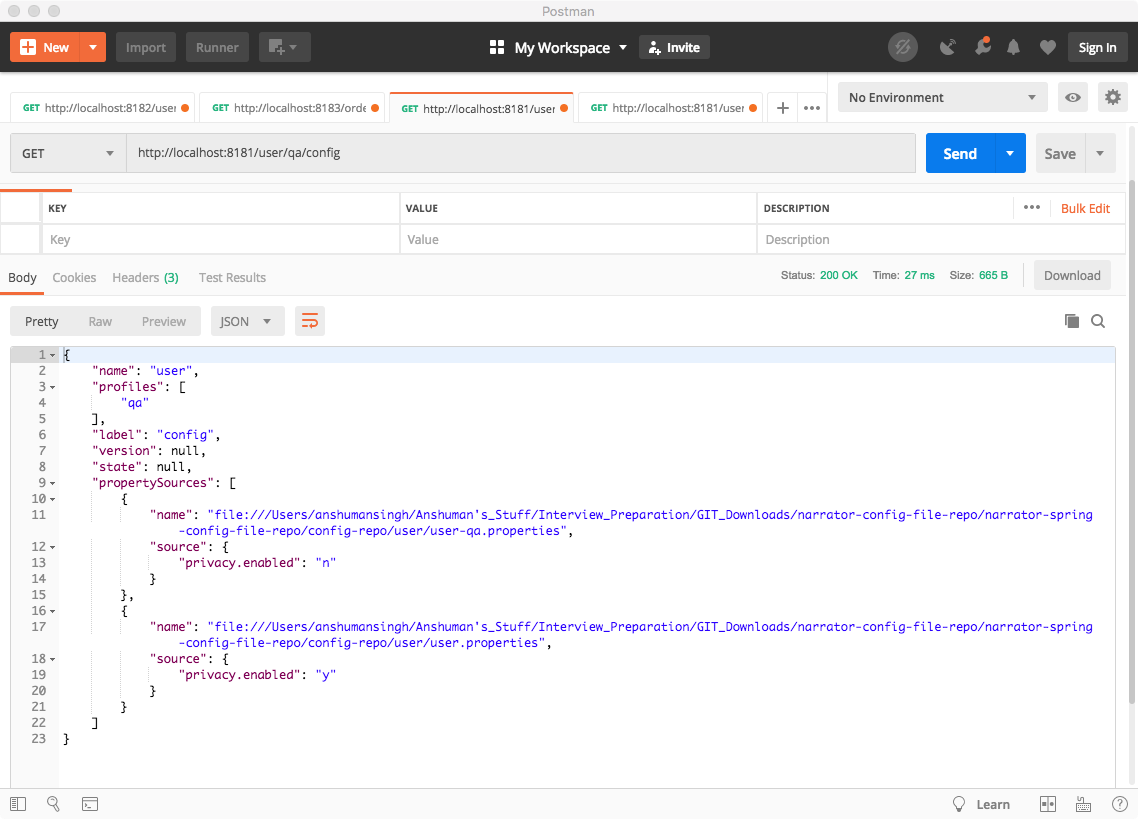 Postman
New Import Runner My Workspace Invite Sign In
GET http://localhost:8182/user GET http://localhost:8183/orde GET http://localhost:8181/user GET http://localhost:8181/user + ••• No Environment
GET http://localhost:8181/user/qa/config Send Save
KEY VALUE DESCRIPTION ••• Bulk Edit
Key Value Description
Body Cookies Headers (3) Test Results Status: 200 OK Time: 27 ms Size: 665 B Download
Pretty Raw Preview JSON
1 {
2 "name": "user",
3 "profiles": [
4 "qa"
5 ],
6 "label": "config",
7 "version": null,
8 "state": null,
9 "propertySources": [
10 {
11 "name": "file:///Users/anshumansingh/Anshuman's_Stuff/Interview_Preparation/GIT_Downloads/narrator-config-file-repo/narrator-spring
-config-file-repo/config-repo/user/user-qa.properties",
12 "source": {
13 "privacy.enabled": "n"
14 }
15 },
16 {
17 "name": "file:///Users/anshumansingh/Anshuman's_Stuff/Interview_Preparation/GIT_Downloads/narrator-config-file-repo/narrator-spring
-config-file-repo/config-repo/user/user.properties",
18 "source": {
19 "privacy.enabled": "y"
20 }
21 }
22 ]
23 }
Learn